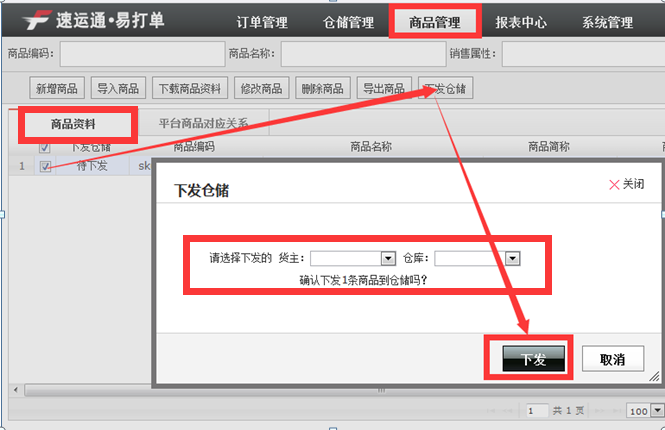 速运通·易打单 订单管理 仓储管理 商品管理 报表中心 系统管理
商品编码: 商品名称: 销售属性:
新增商品 导入商品 下载商品资料 修改商品 删除商品 导出商品 下发仓储
商品资料 平台商品对应关系
下发仓储 商品编码 商品名称 商品简称
1 待下发 sk
下发仓储 关闭
请选择下发的 货主: 仓库:
确认下发1条商品到仓储吗?
下发 取消
1 共 1 页 100